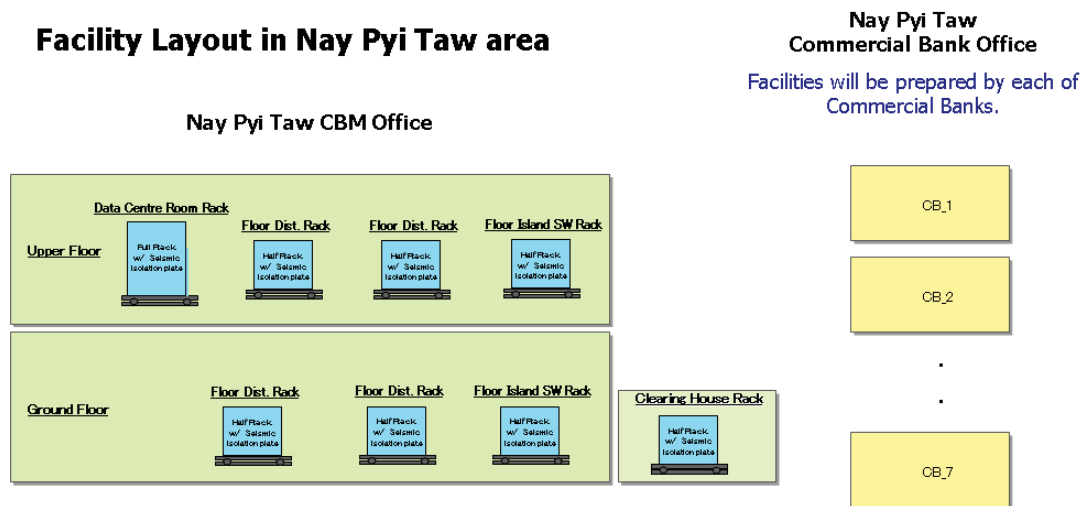 Facility Layout in Nay Pyi Taw area
Nay Pyi Taw
Commercial Bank Office
Facilities will be prepared by each of
Commercial Banks.
Nay Pyi Taw CBM Office
Upper Floor
Data Centre Room Rack
Full Rack
w/ Seismic
Isolation plate
Floor Dist. Rack
Half Rack
w/ Seismic
Isolation plate
Floor Dist. Rack
Half Rack
w/ Seismic
Isolation plate
Floor Island SW Rack
Half Rack
w/ Seismic
Isolation plate
Ground Floor
Floor Dist. Rack
Half Rack
w/ Seismic
Isolation plate
Floor Dist. Rack
Half Rack
w/ Seismic
Isolation plate
Floor Island SW Rack
Half Rack
w/ Seismic
Isolation plate
Clearing House Rack
Half Rack
w/ Seismic
Isolation plate
CB_1
CB_2
.
.
CB_7